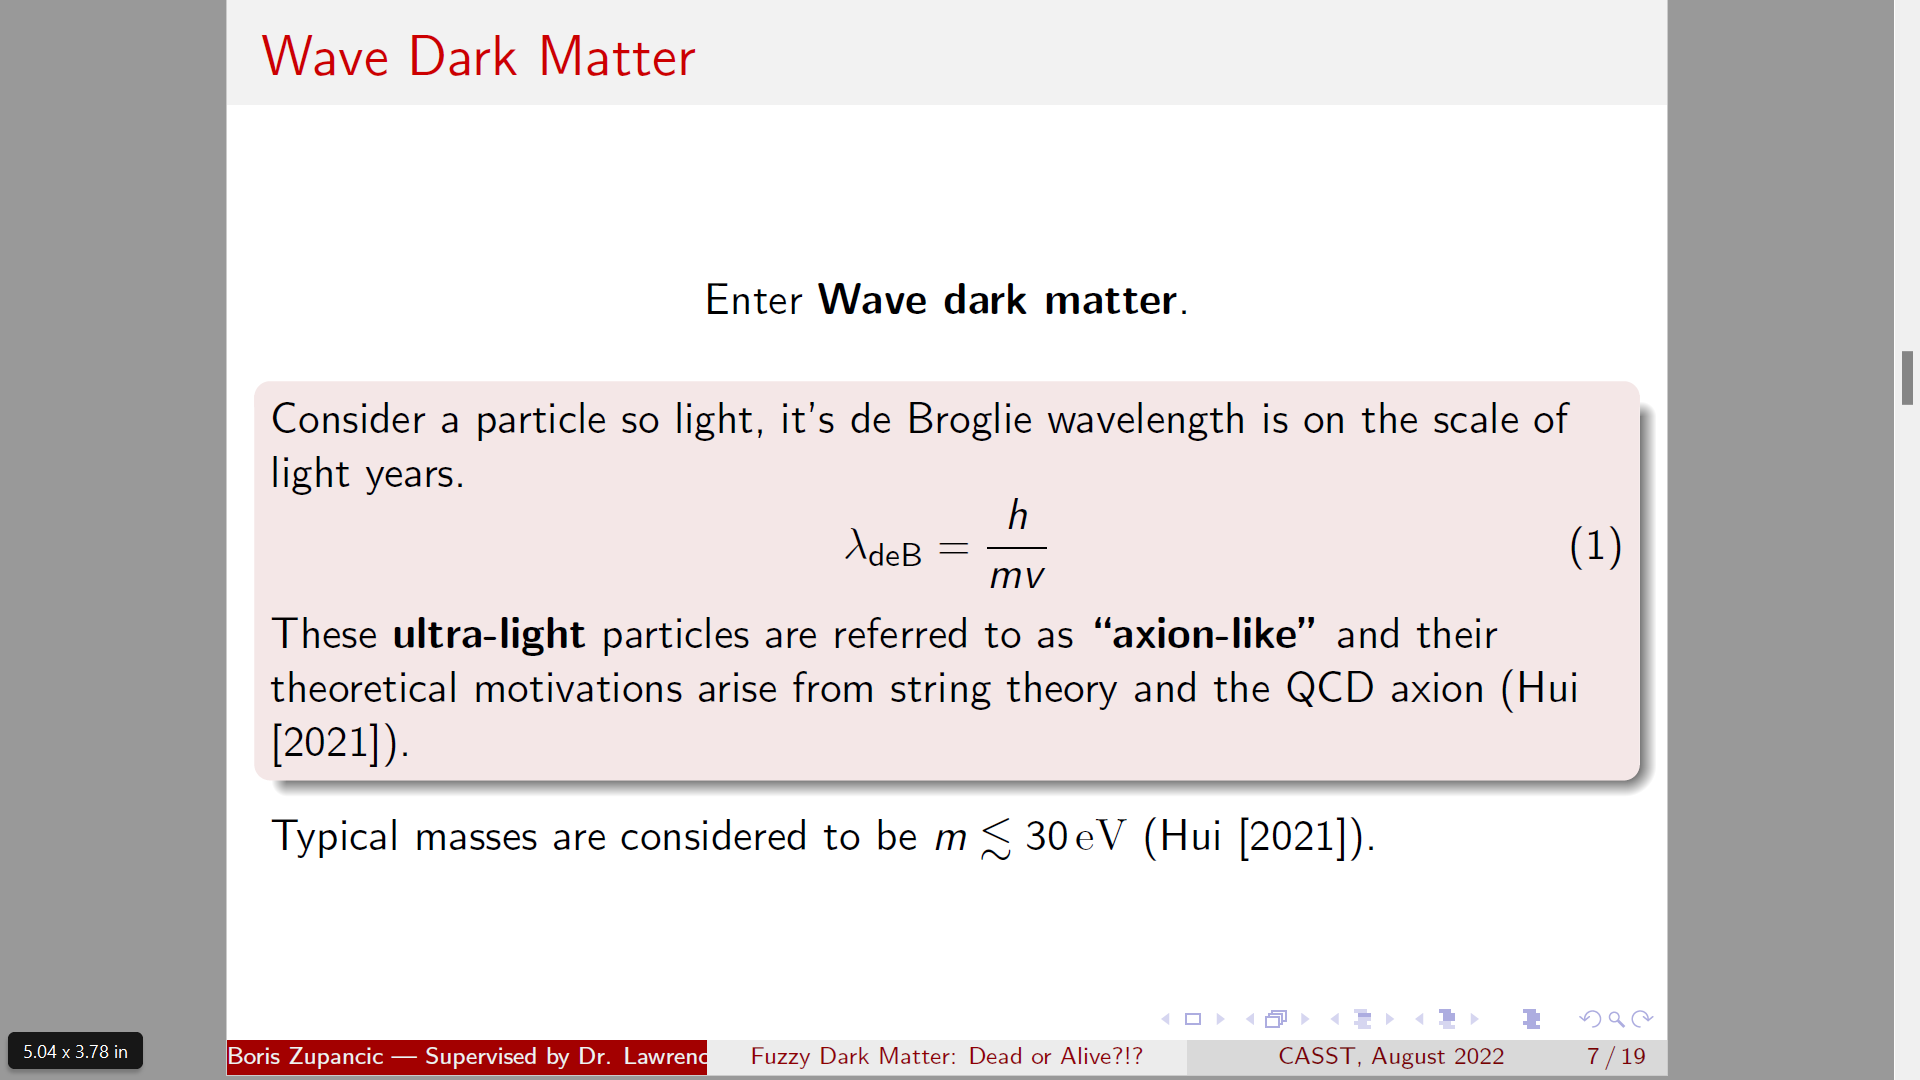 Wave Dark Matter
Enter Wave dark matter.
Consider a particle so light, it's de Broglie wavelength is on the scale of
light years.
λ_deB = h / mv (1)
These ultra-light particles are referred to as “axion-like” and their
theoretical motivations arise from string theory and the QCD axion (Hui
[2021]).
Typical masses are considered to be m ≲ 30 eV (Hui [2021]).
5.04 x 3.78 in
Boris Zupancic — Supervised by Dr. Lawrenc
Fuzzy Dark Matter: Dead or Alive?!?
CASST, August 2022
7 / 19